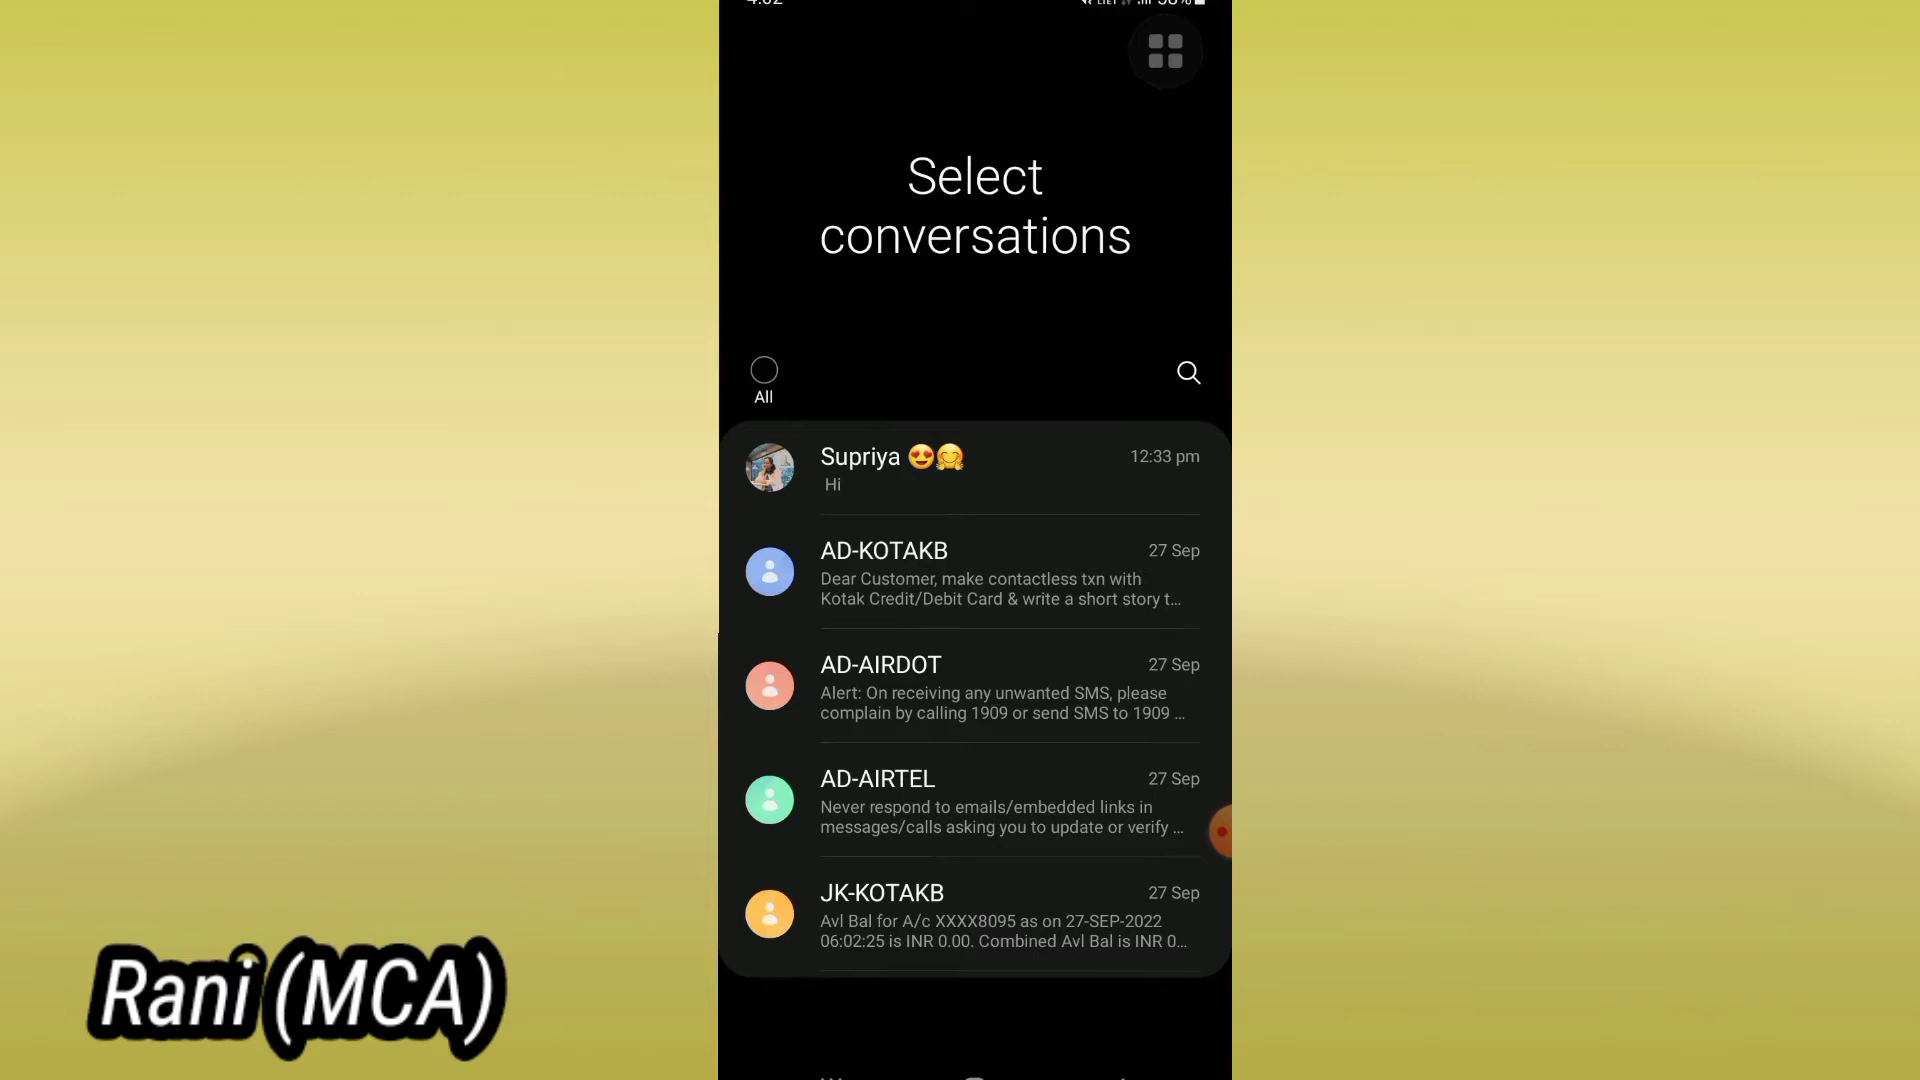 Select
conversations
All
Supriya 😍🤗 12:33 pm
Hi
AD-KOTAKB 27 Sep
Dear Customer, make contactless txn with
Kotak Credit/Debit Card & write a short story t...
AD-AIRDOT 27 Sep
Alert: On receiving any unwanted SMS, please
complain by calling 1909 or send SMS to 1909 ...
AD-AIRTEL 27 Sep
Never respond to emails/embedded links in
messages/calls asking you to update or verify ...
JK-KOTAKB 27 Sep
Avl Bal for A/c XXXX8095 as on 27-SEP-2022
06:02:25 is INR 0.00. Combined Avl Bal is INR 0...
Rani (MCA)